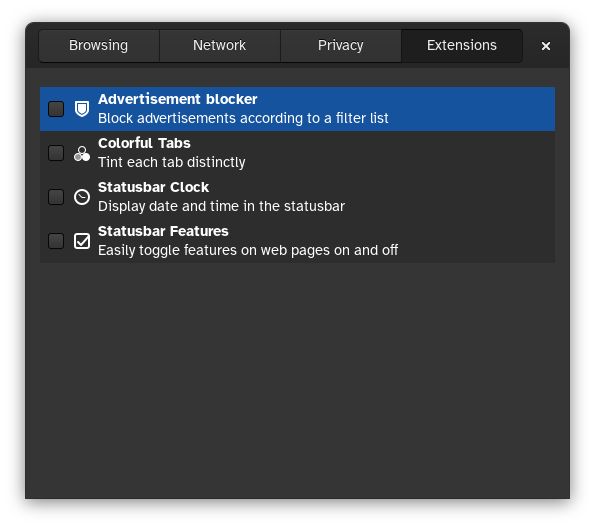 Browsing Network Privacy Extensions
Advertisement blocker
Block advertisements according to a filter list
Colorful Tabs
Tint each tab distinctly
Statusbar Clock
Display date and time in the statusbar
Statusbar Features
Easily toggle features on web pages on and off